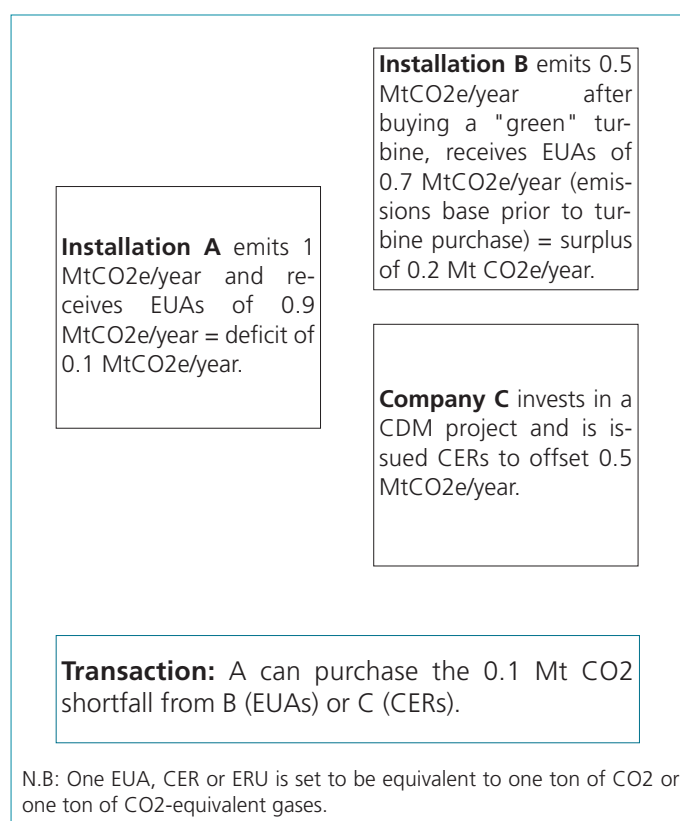 Installation B emits 0.5
MtCO2e/year after
buying a "green" tur-
bine, receives EUAs of
0.7 MtCO2e/year (emis-
sions base prior to tur-
bine purchase) = surplus
of 0.2 Mt CO2e/year.
Installation A emits 1
MtCO2e/year and re-
ceives EUAs of 0.9
MtCO2e/year = deficit of
0.1 MtCO2e/year.
Company C invests in a
CDM project and is is-
sued CERs to offset 0.5
MtCO2e/year.
Transaction: A can purchase the 0.1 Mt CO2
shortfall from B (EUAs) or C (CERs).
N.B: One EUA, CER or ERU is set to be equivalent to one ton of CO2 or
one ton of CO2-equivalent gases.